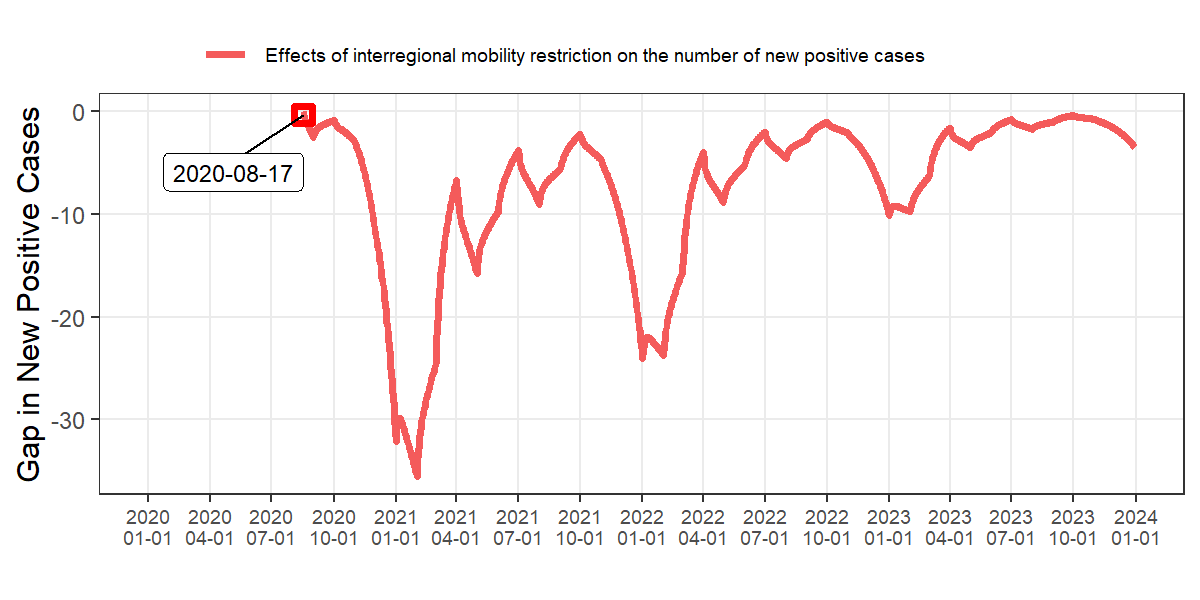 Effects of interregional mobility restriction on the number of new positive cases
Gap in New Positive Cases
0
-10
-20
-30
2020-08-17
2020 2020 2020 2020 2021 2021 2021 2021 2022 2022 2022 2022 2023 2023 2023 2023 2024
01-01 04-01 07-01 10-01 01-01 04-01 07-01 10-01 01-01 04-01 07-01 10-01 01-01 04-01 07-01 10-01 01-01